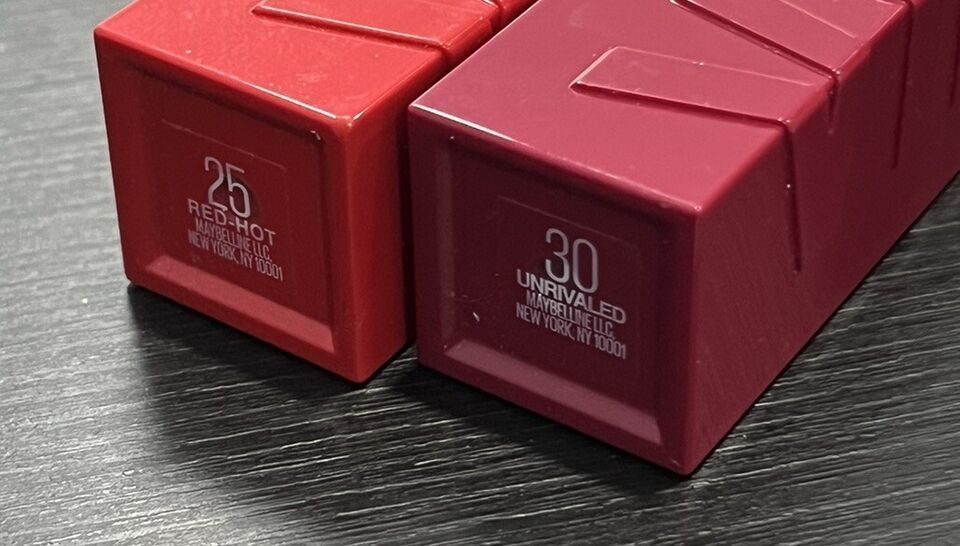 25
RED-HOT
MAYBELLINE LLC,
NEW YORK, NY 10001
30
UNRIVALED
MAYBELLINE LLC,
NEW YORK, NY 10001